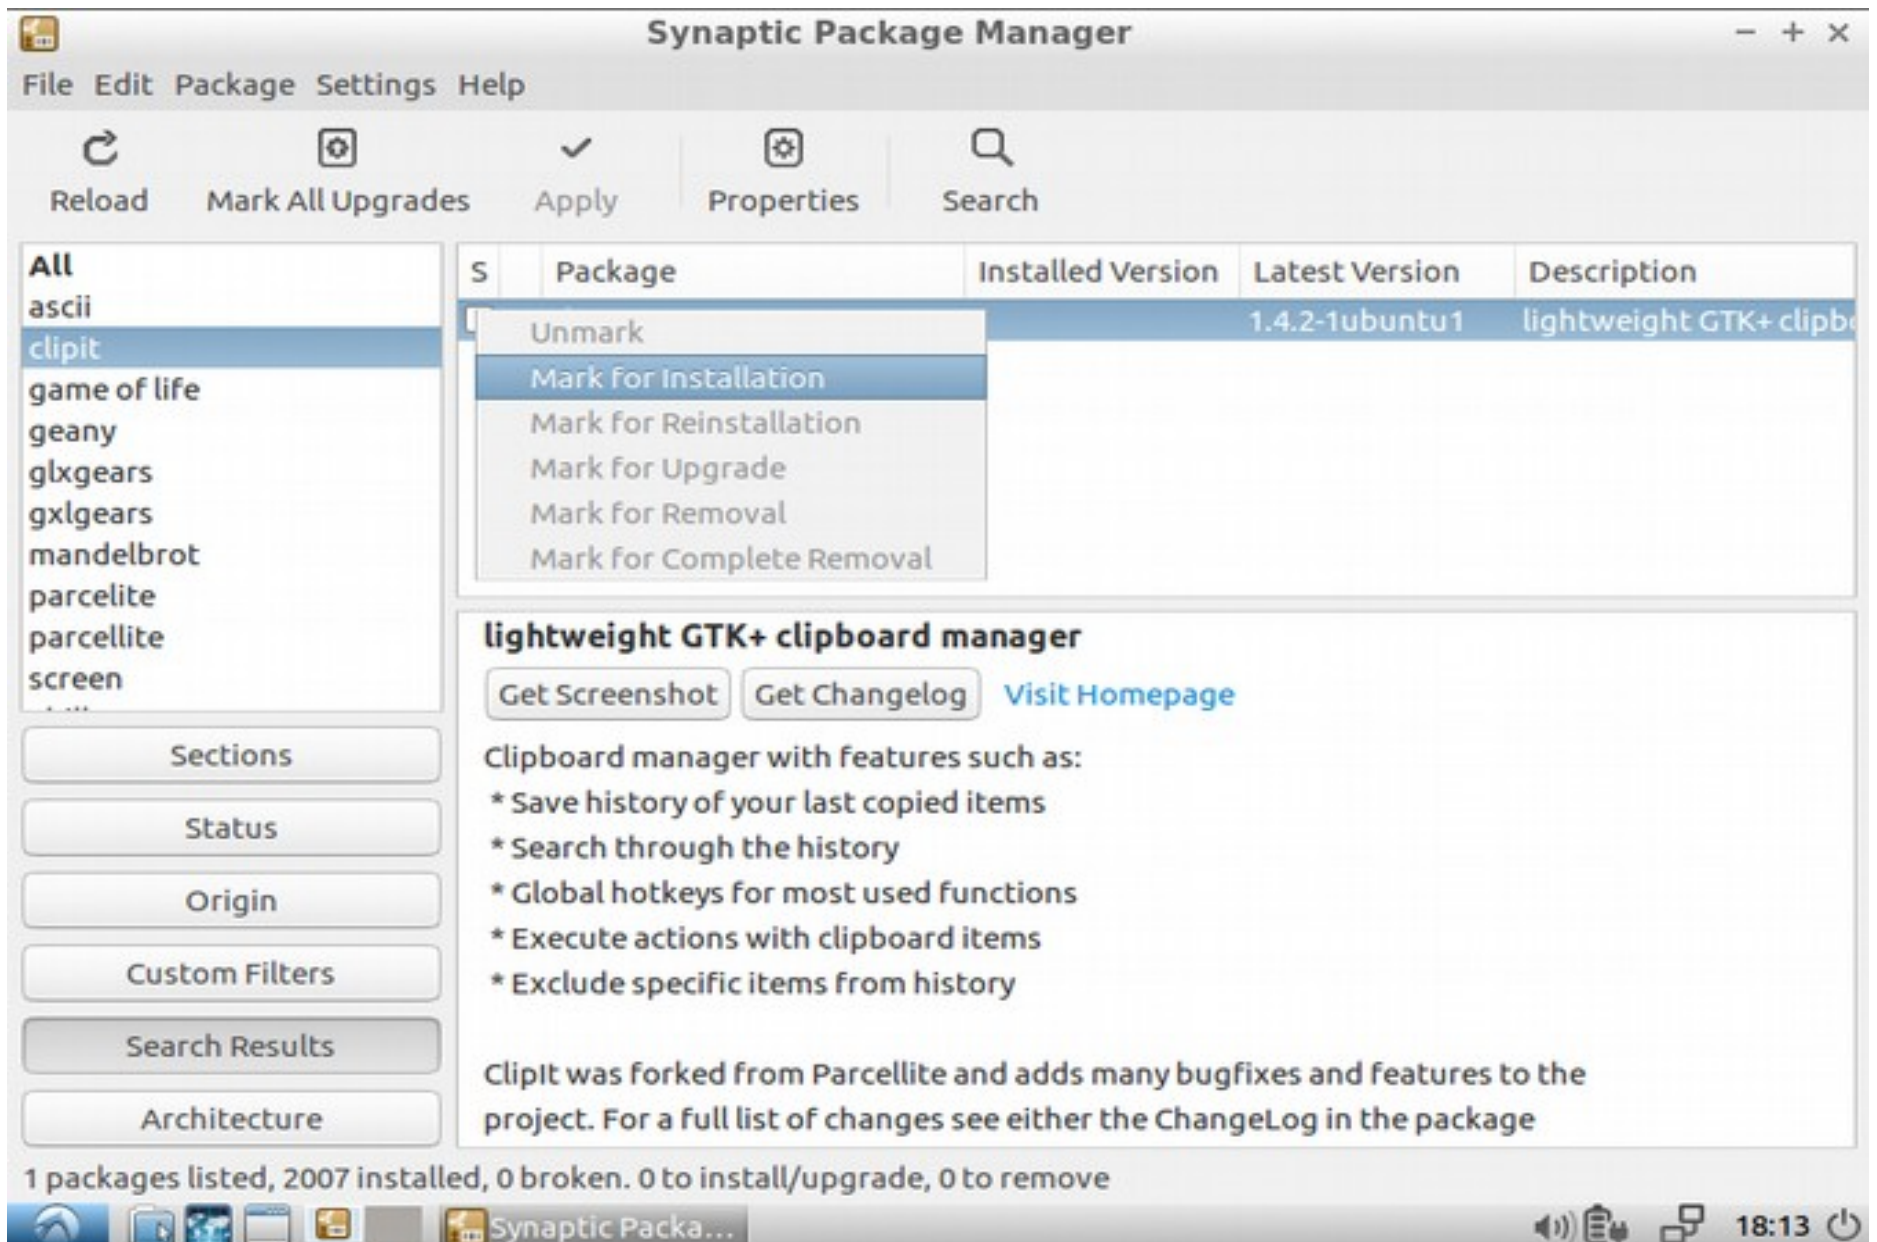 Synaptic Package Manager
File Edit Package Settings Help
Reload Mark All Upgrades Apply Properties Search
All
ascii
clipit
game of life
geany
glxgears
gxlgears
mandelbrot
parcelite
parcellite
screen
Sections
Status
Origin
Custom Filters
Search Results
Architecture
S Package Installed Version Latest Version Description
1.4.2-1ubuntu1 lightweight GTK+ clipb
Unmark
Mark for Installation
Mark for Reinstallation
Mark for Upgrade
Mark for Removal
Mark for Complete Removal
lightweight GTK+ clipboard manager
Get Screenshot Get Changelog Visit Homepage
Clipboard manager with features such as:
* Save history of your last copied items
* Search through the history
* Global hotkeys for most used functions
* Execute actions with clipboard items
* Exclude specific items from history
ClipIt was forked from Parcellite and adds many bugfixes and features to the
project. For a full list of changes see either the ChangeLog in the package
1 packages listed, 2007 installed, 0 broken. 0 to install/upgrade, 0 to remove
Synaptic Packa... 18:13